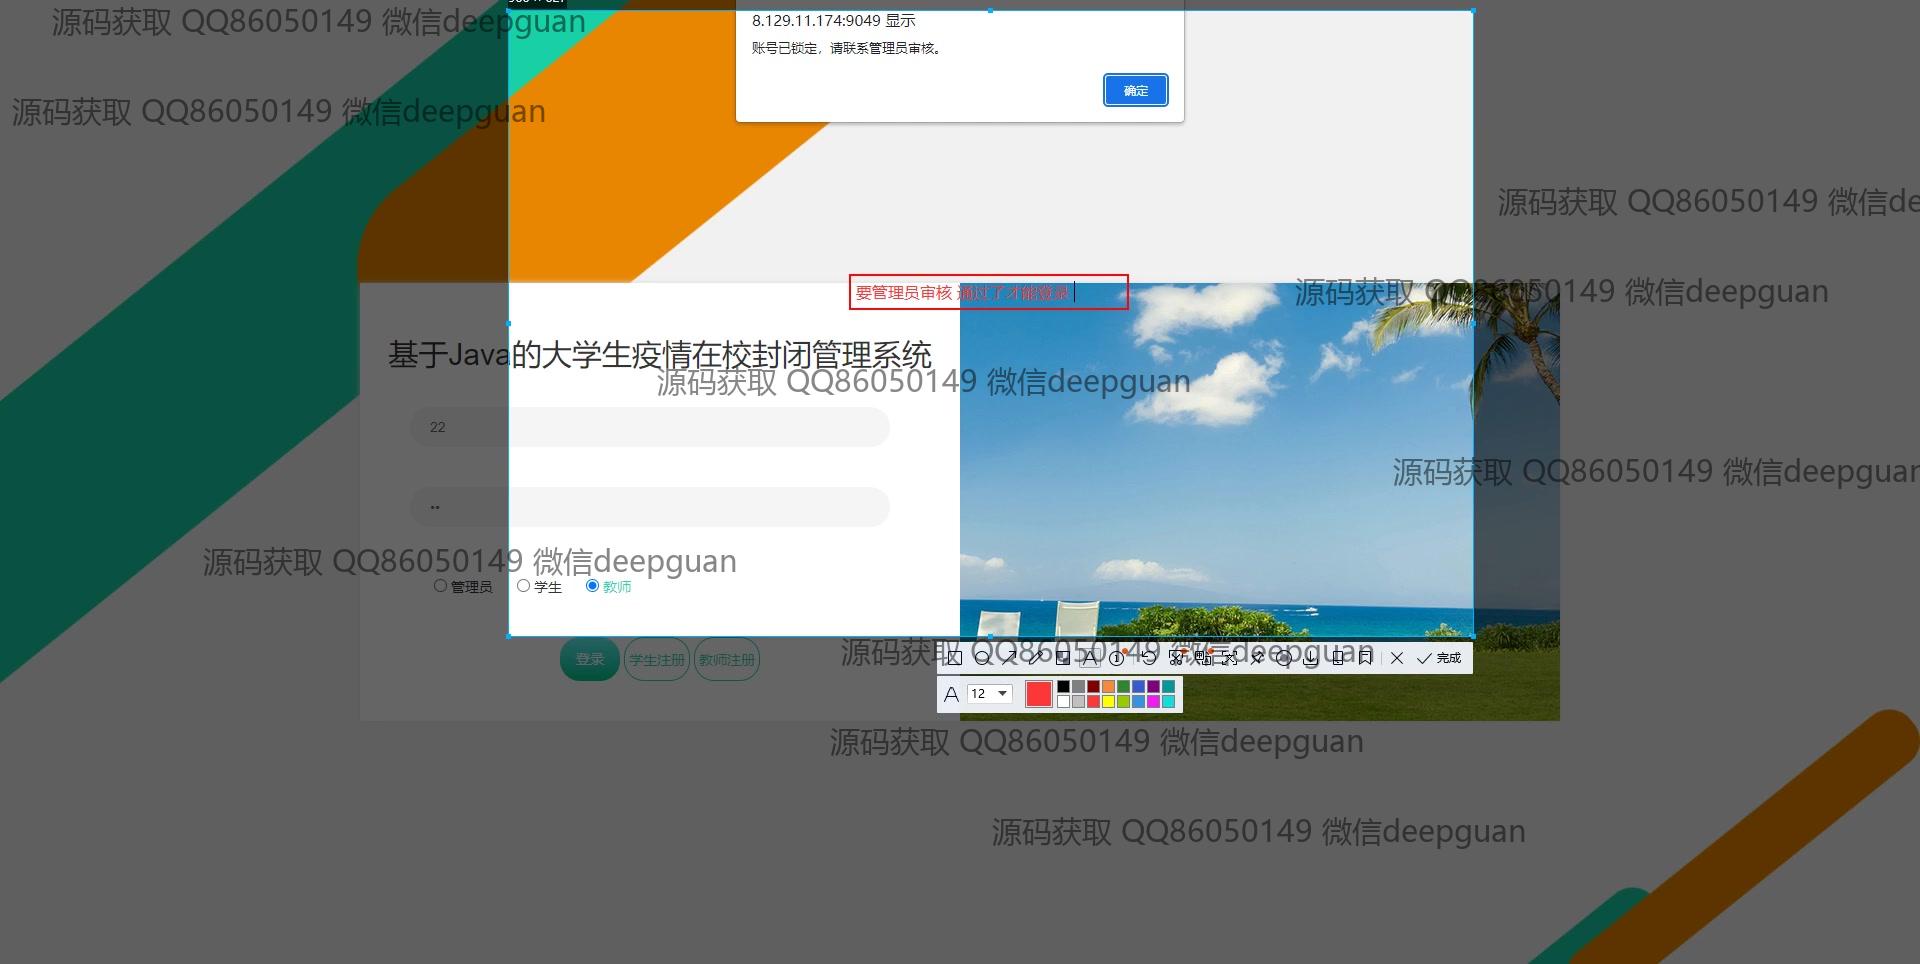 源码获取 QQ86050149 微信deepguan
8.129.11.174:9049 显示
账号已锁定，请联系管理员审核。
确定
源码获取 QQ86050149 微信deepguan
源码获取 QQ86050149 微信de
要管理员审核 通过了才能登录
源码获取 QQ86050149 微信deepguan
基于Java的大学生疫情在校封闭管理系统
源码获取 QQ86050149 微信deepguan
22
源码获取 QQ86050149 微信deepguan
源码获取 QQ86050149 微信deepguan
管理员 学生 教师
源码获取 QQ86050149 微信deepguan
登录 学生注册 教师注册
完成
A 12
源码获取 QQ86050149 微信deepguan
源码获取 QQ86050149 微信deepguan